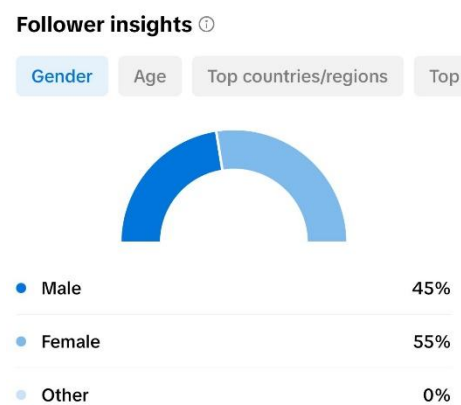 Follower insights
Gender Age Top countries/regions Top
Male 45%
Female 55%
Other 0%